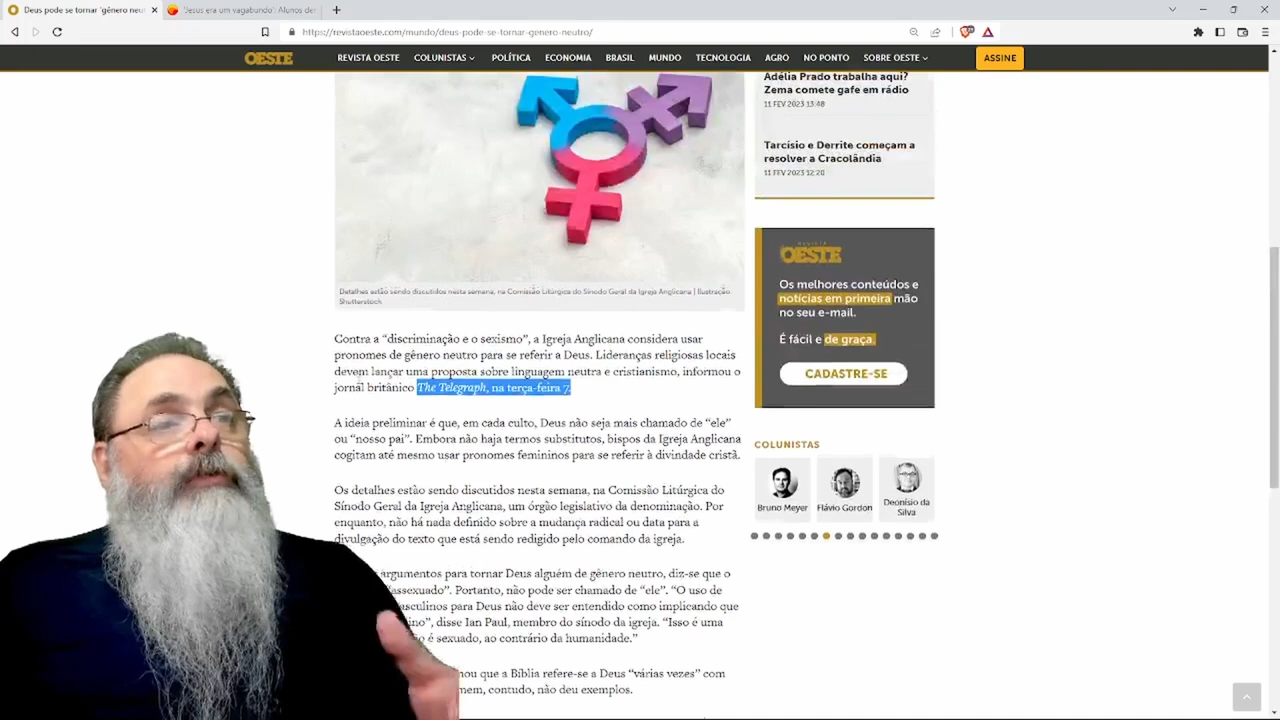 Deus pode se tornar 'gênero neut
'Jesus era um vagabundo': Alunos der
https://revistaoeste.com/mundo/deus-pode-se-tornar-genero-neutro/
OESTE
REVISTA OESTE
COLUNISTAS
POLÍTICA
ECONOMIA
BRASIL
MUNDO
TECNOLOGIA
AGRO
NO PONTO
SOBRE OESTE
ASSINE
Detalhes estão sendo discutidos nesta semana, na Comissão Litúrgica do Sínodo Geral da Igreja Anglicana | Ilustração
Shutterstock
Contra a “discriminação e o sexismo”, a Igreja Anglicana considera usar
pronomes de gênero neutro para se referir a Deus. Lideranças religiosas locais
devem lançar uma proposta sobre linguagem neutra e cristianismo, informou o
jornal britânico The Telegraph, na terça-feira 7.
A ideia preliminar é que, em cada culto, Deus não seja mais chamado de “ele”
ou “nosso pai”. Embora não haja termos substitutos, bispos da Igreja Anglicana
cogitam até mesmo usar pronomes femininos para se referir à divindade cristã.
Os detalhes estão sendo discutidos nesta semana, na Comissão Litúrgica do
Sínodo Geral da Igreja Anglicana, um órgão legislativo da denominação. Por
enquanto, não há nada definido sobre a mudança radical ou data para a
divulgação do texto que está sendo redigido pelo comando da igreja.
argumentos para tornar Deus alguém de gênero neutro, diz-se que o
“assexuado”. Portanto, não pode ser chamado de “ele”. “O uso de
para Deus não deve ser entendido como implicando que
disse Ian Paul, membro do sínodo da igreja. “Isso é uma
é sexuado, ao contrário da humanidade.”
que a Bíblia refere-se a Deus “várias vezes” com
contudo, não deu exemplos.
Adélia Prado trabalha aqui?
Zema comete gafe em rádio
11 FEV 2023 13:48
Tarcísio e Derrite começam a
resolver a Cracolândia
11 FEV 2023 12:20
REVISTA
OESTE
Os melhores conteúdos e
notícias em primeira mão
no seu e-mail.
É fácil e de graça.
CADASTRE-SE
COLUNISTAS
Bruno Meyer
Flávio Gordon
Deonísio da
Silva